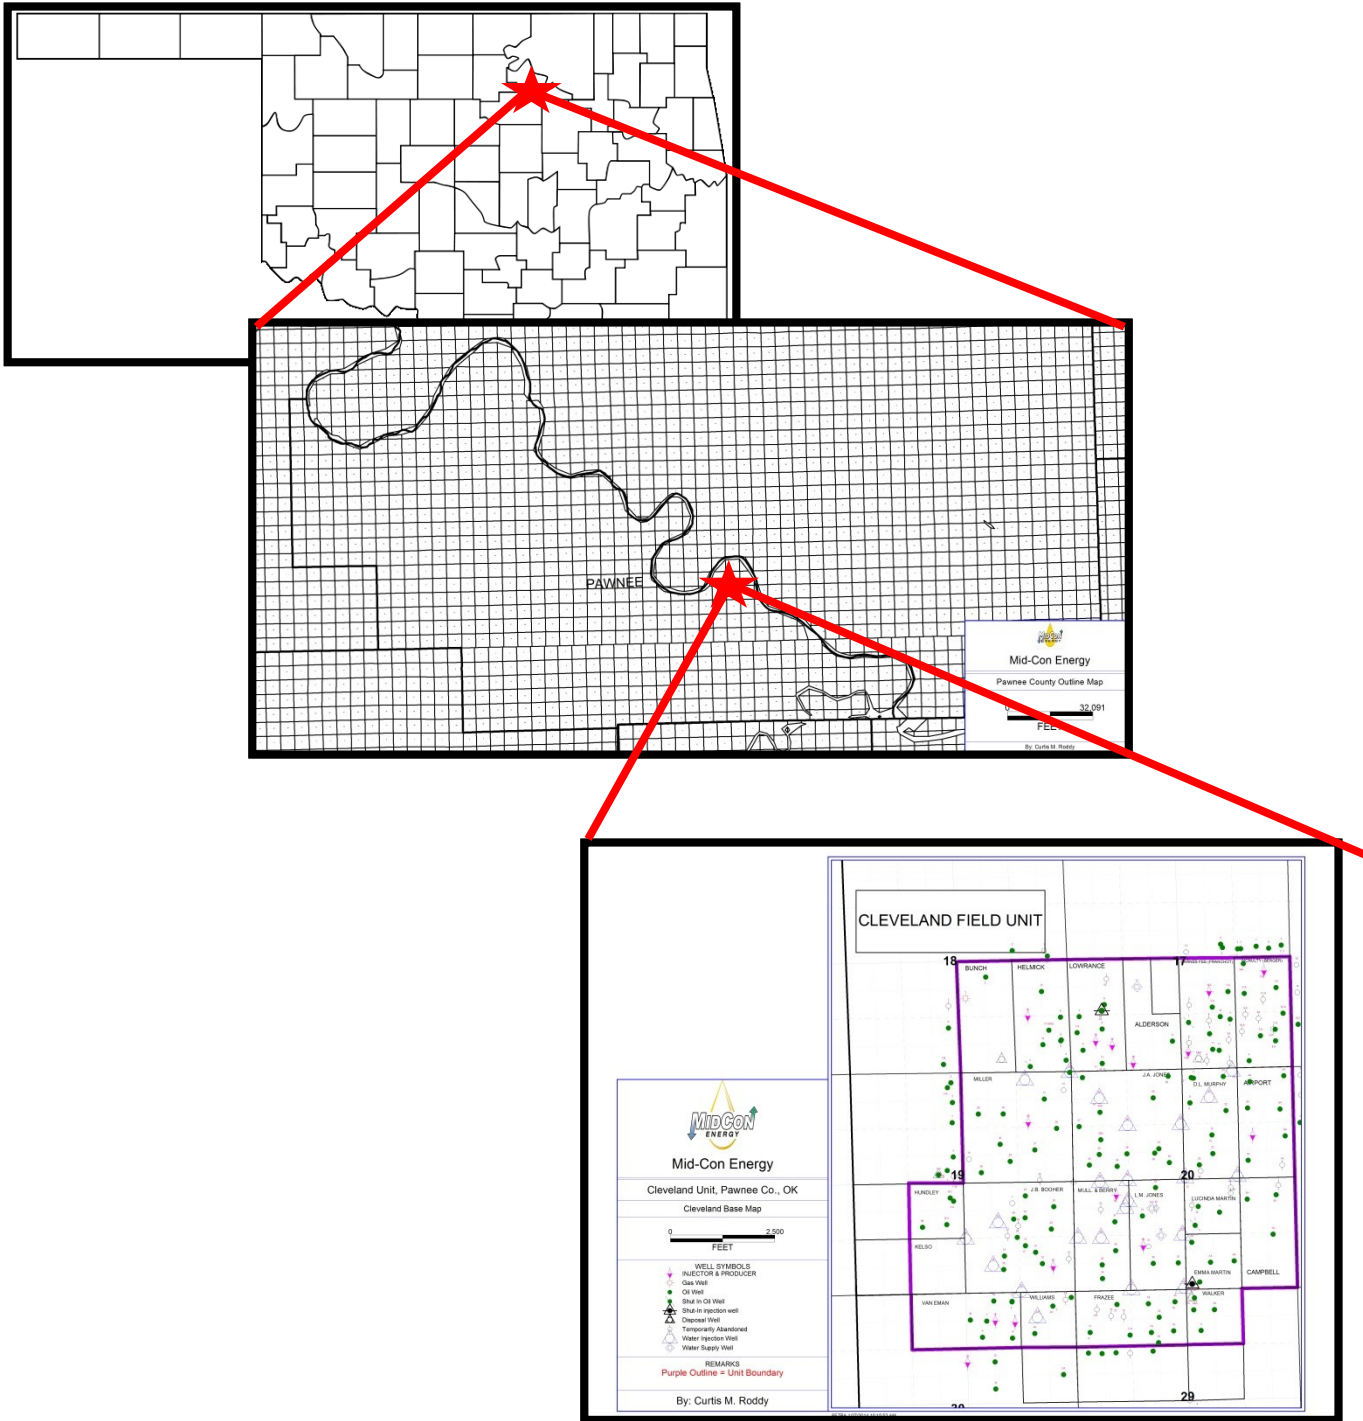 PAWNEE
MIDCON
Mid-Con Energy
Pawnee County Outline Map
0 32,091
FEET
By: Curtis M. Roddy
CLEVELAND FIELD UNIT
18
17
BUNCH
HELMICK
LOWRANCE
ALDERSON
MILLER
J.A. JONES
D.L. MURPHY
AIRPORT
19
20
HUNDLEY
J.B. BOOHER
MULL & BERRY
L.M. JONES
LUCINDA MARTIN
KELSO
EMMA MARTIN
CAMPBELL
VAN EMAN
WILLIAMS
FRAZEE
WALKER
29
30
MIDCON
ENERGY
Mid-Con Energy
Cleveland Unit, Pawnee Co., OK
Cleveland Base Map
0 2,500
FEET
WELL SYMBOLS
INJECTOR & PRODUCER
Gas Well
Oil Well
Shut In Oil Well
Shut-In injection well
Disposal Well
Temporarily Abandoned
Water Injection Well
Water Supply Well
REMARKS
Purple Outline = Unit Boundary
By: Curtis M. Roddy